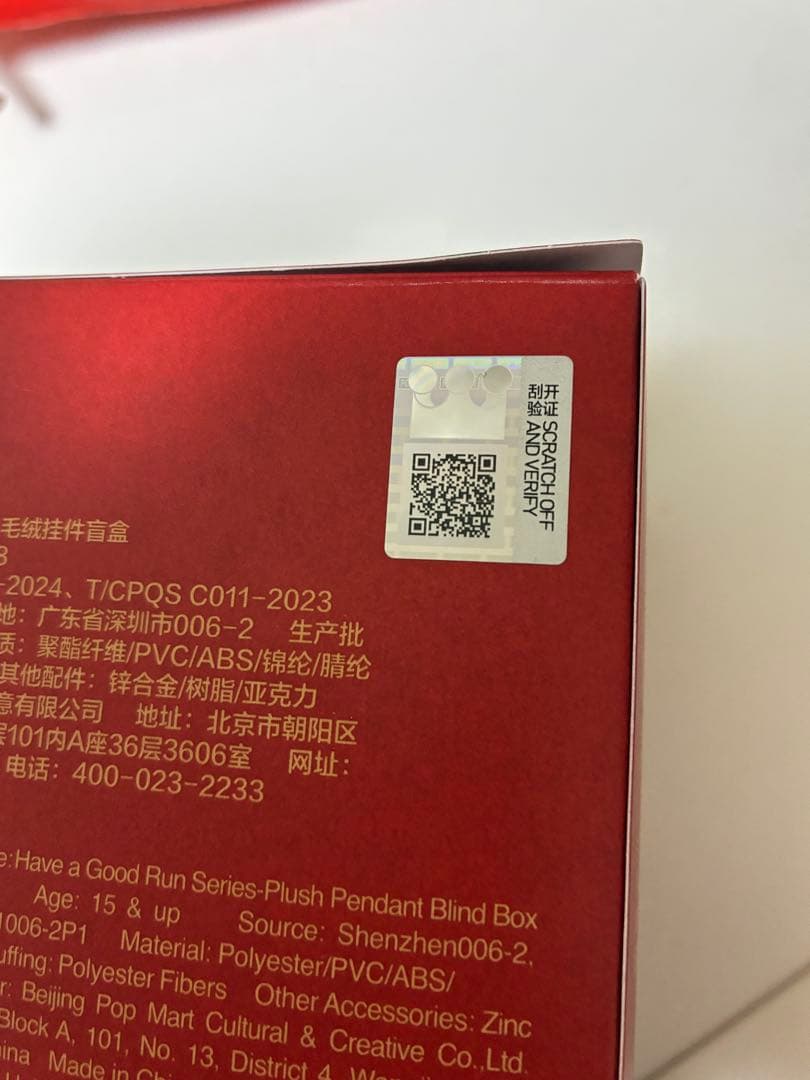 开证 SCRATCH OFF
刮验 AND VERIFY
毛绒挂件盲盒
-2024、T/CPQS C011-2023
地：广东省深圳市006-2 生产批
质：聚酯纤维/PVC/ABS/锦纶/腈纶
其他配件：锌合金/树脂/亚克力
意有限公司 地址：北京市朝阳区
层101内A座36层3606室 网址：
电话：400-023-2233
e:Have a Good Run Series-Plush Pendant Blind Box
Age: 15 & up Source: Shenzhen006-2,
1006-2P1 Material: Polyester/PVC/ABS/
uffing: Polyester Fibers Other Accessories: Zinc
r: Beijing Pop Mart Cultural & Creative Co.,Ltd.
Block A, 101, No. 13, District 4,
ina Made in